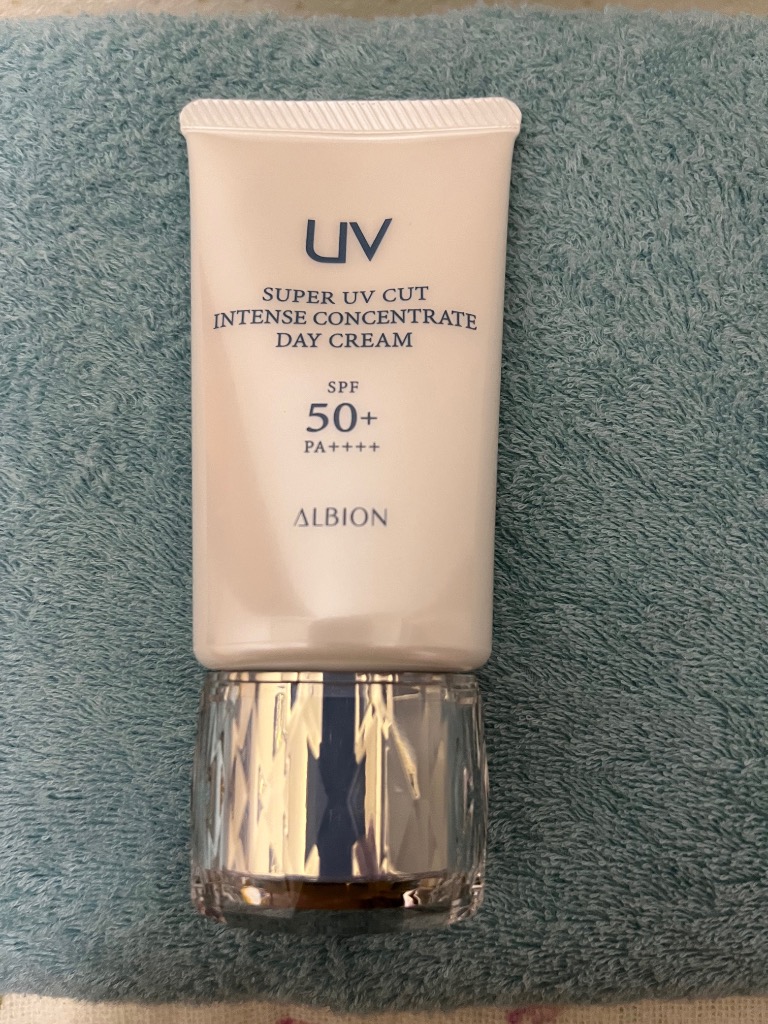 UV
SUPER UV CUT
INTENSE CONCENTRATE
DAY CREAM
SPF
50+
PA++++
ALBION